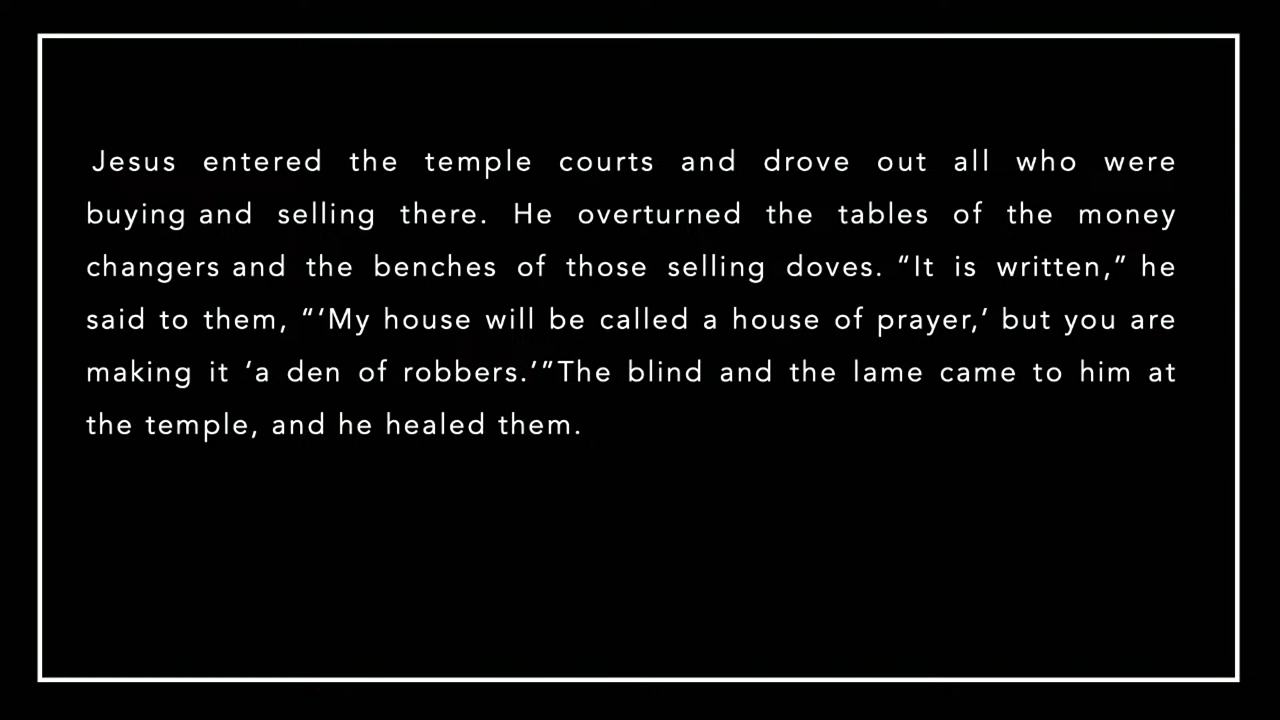 Jesus entered the temple courts and drove out all who were
buying and selling there. He overturned the tables of the money
changers and the benches of those selling doves. “It is written,” he
said to them, “‘My house will be called a house of prayer,’ but you are
making it ‘a den of robbers.’”The blind and the lame came to him at
the temple, and he healed them.